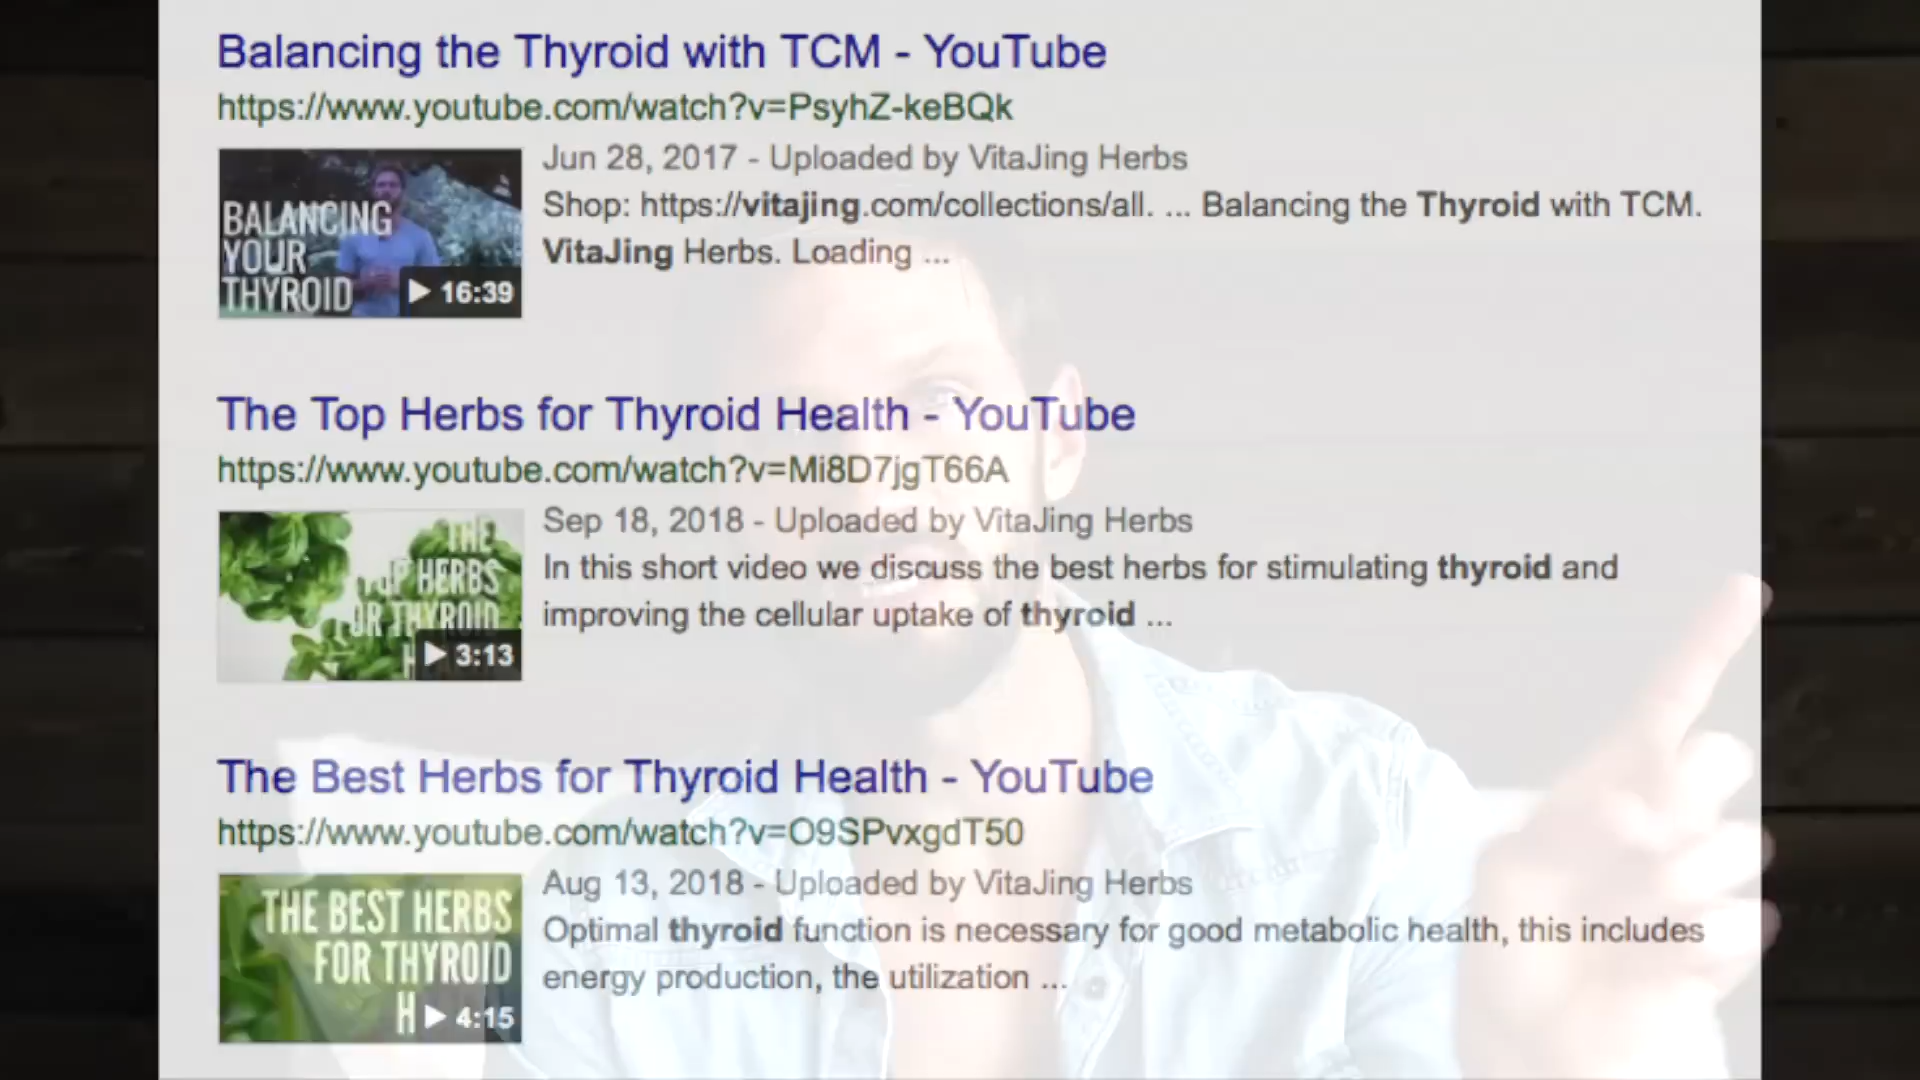 Balancing the Thyroid with TCM - YouTube
https://www.youtube.com/watch?v=PsyhZ-keBQk
Jun 28, 2017 - Uploaded by VitaJing Herbs
Shop: https://vitajing.com/collections/all. ... Balancing the Thyroid with TCM.
VitaJing Herbs. Loading ...
BALANCING
YOUR
THYROID
16:39
The Top Herbs for Thyroid Health - YouTube
https://www.youtube.com/watch?v=Mi8D7jgT66A
Sep 18, 2018 - Uploaded by VitaJing Herbs
In this short video we discuss the best herbs for stimulating thyroid and
improving the cellular uptake of thyroid ...
THE
TOP HERBS
FOR THYROID
H
3:13
The Best Herbs for Thyroid Health - YouTube
https://www.youtube.com/watch?v=O9SPvxgdT50
Aug 13, 2018 - Uploaded by VitaJing Herbs
Optimal thyroid function is necessary for good metabolic health, this includes
energy production, the utilization ...
THE BEST HERBS
FOR THYROID
H
4:15